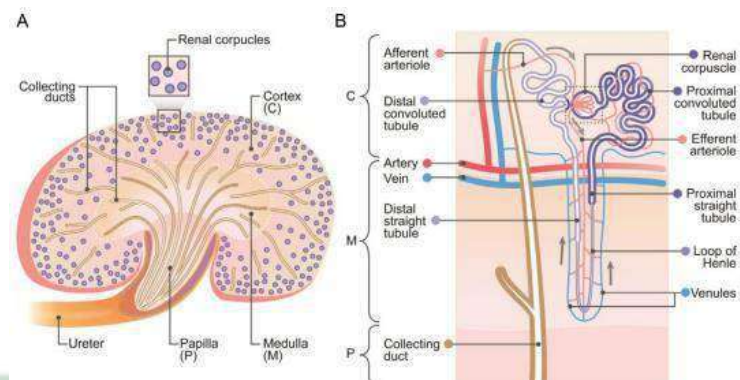 A
Renal corpucles
Collecting
ducts
Cortex
(C)
Ureter
Papilla
(P)
Medulla
(M)
B
C
M
P
Afferent
arteriole
Distal
convoluted
tubule
Artery
Vein
Distal
straight
tubule
Collecting
duct
Renal
corpuscle
Proximal
convoluted
tubule
Efferent
arteriole
Proximal
straight
tubule
Loop of
Henle
Venules